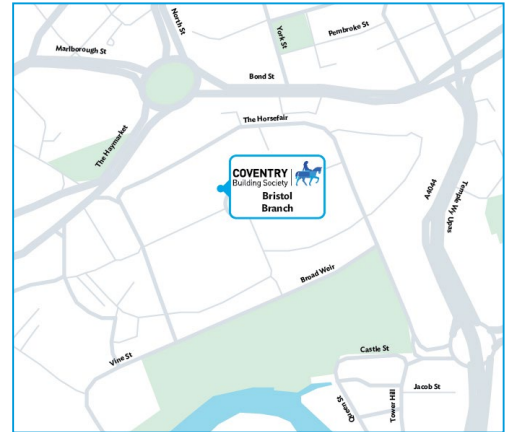 North St
York St
Pembroke St
Marlborough St
Bond St
The Horsefair
The Haymarket
COVENTRY
Building Society
Bristol
Branch
A4044
Temple Wy Upas
Broad Weir
Vine St
Castle St
Jacob St
Queen St
Tower Hill